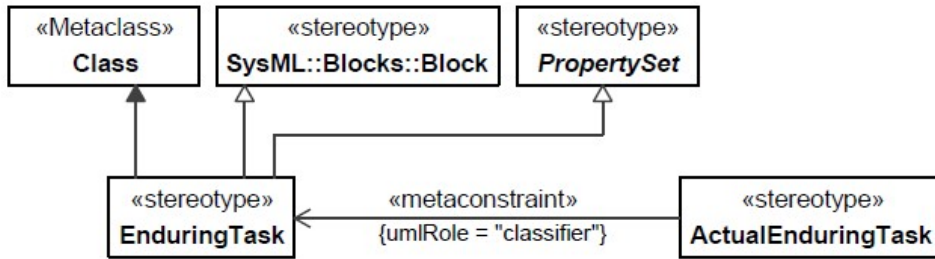 «Metaclass»
Class
«stereotype»
SysML::Blocks::Block
«stereotype»
PropertySet
«stereotype»
EnduringTask
«metaconstraint»
{umlRole = "classifier"}
«stereotype»
ActualEnduringTask